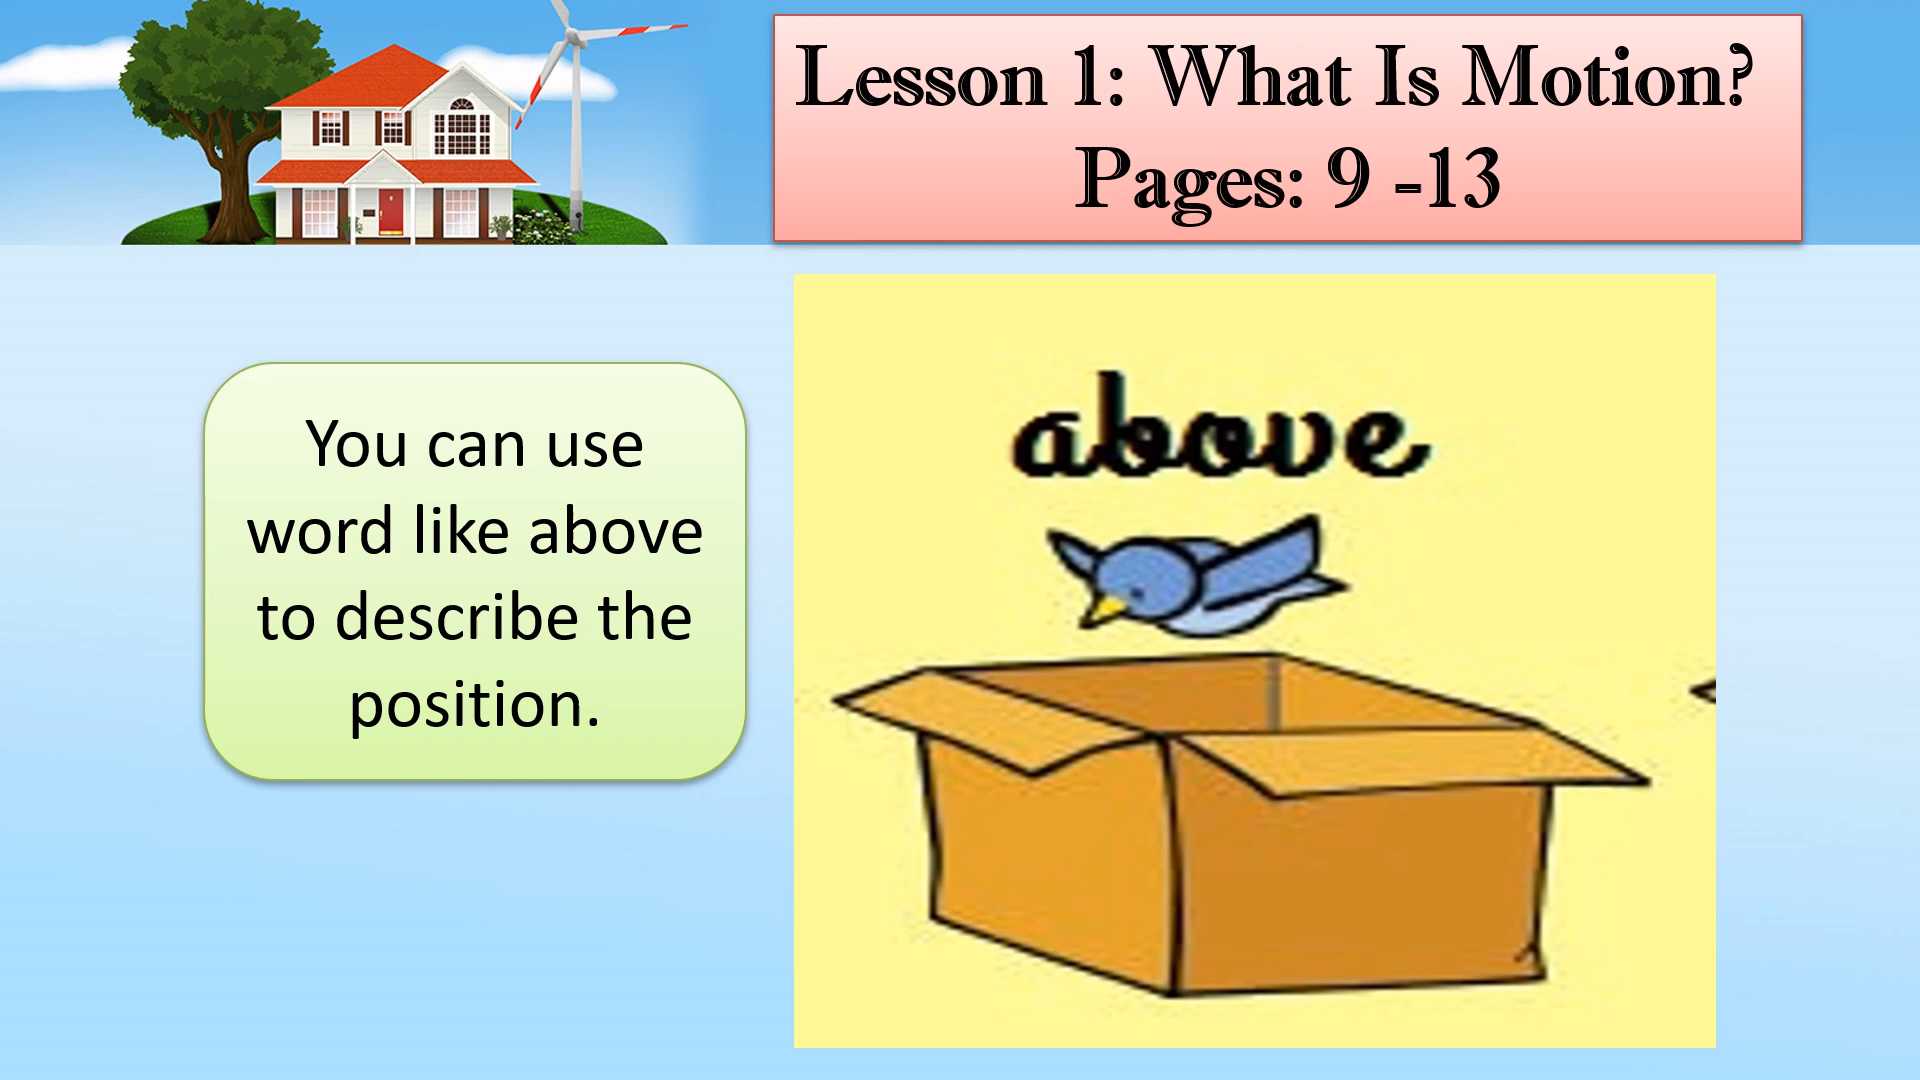 Lesson 1: What Is Motion?
Pages: 9 -13
You can use
word like above
to describe the
position.
above